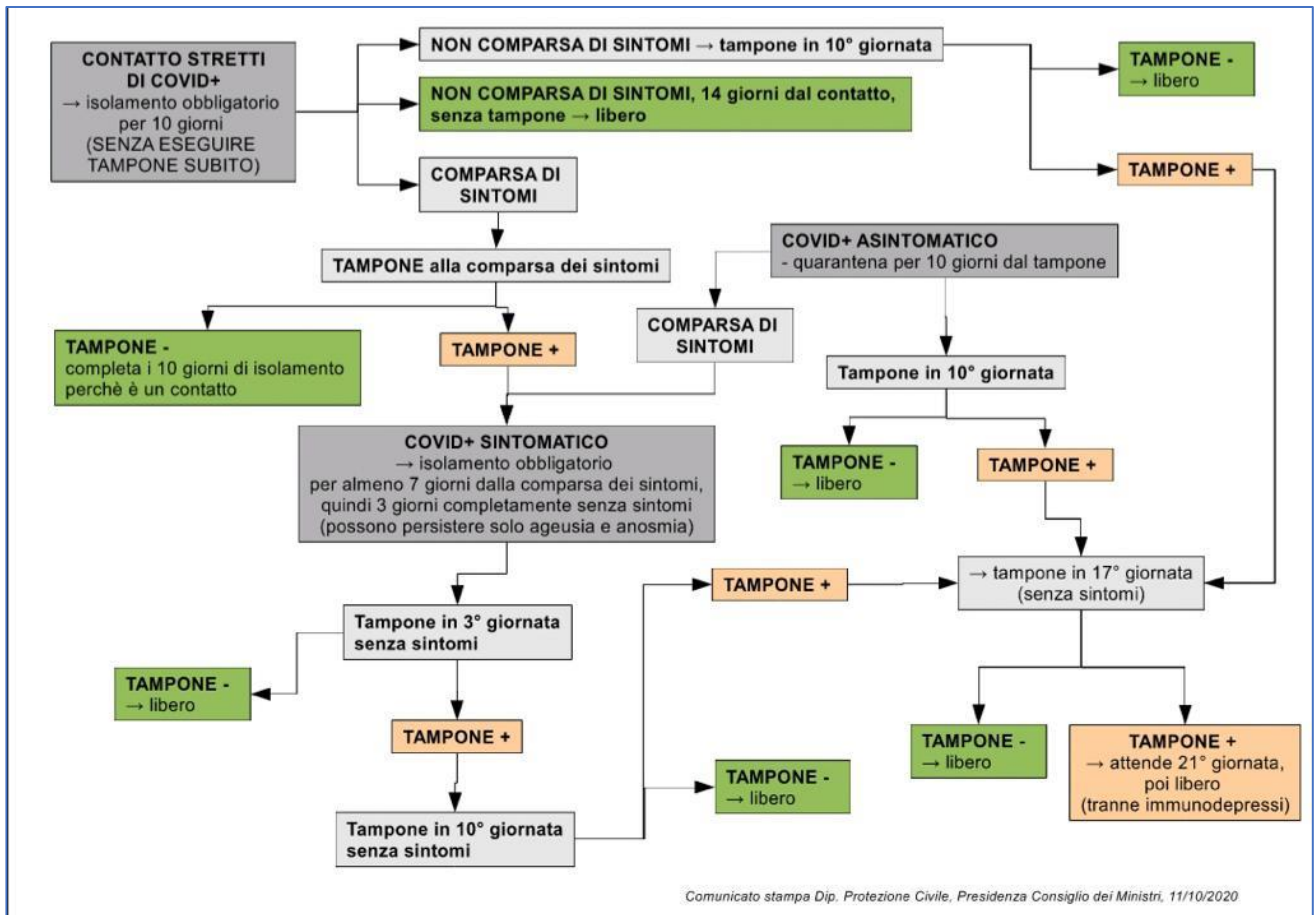 CONTATTO STRETTI
DI COVID+
→ isolamento obbligatorio
per 10 giorni
(SENZA ESEGUIRE
TAMPONE SUBITO)
NON COMPARSA DI SINTOMI → tampone in 10° giornata
TAMPONE -
→ libero
NON COMPARSA DI SINTOMI, 14 giorni dal contatto,
senza tampone → libero
COMPARSA DI
SINTOMI
TAMPONE +
TAMPONE alla comparsa dei sintomi
COVID+ ASINTOMATICO
- quarantena per 10 giorni dal tampone
TAMPONE -
completa i 10 giorni di isolamento
perchè è un contatto
TAMPONE +
COMPARSA DI
SINTOMI
Tampone in 10° giornata
COVID+ SINTOMATICO
→ isolamento obbligatorio
per almeno 7 giorni dalla comparsa dei sintomi,
quindi 3 giorni completamente senza sintomi
(possono persistere solo ageusia e anosmia)
TAMPONE -
→ libero
TAMPONE +
TAMPONE +
→ tampone in 17° giornata
(senza sintomi)
Tampone in 3° giornata
senza sintomi
TAMPONE -
→ libero
TAMPONE +
TAMPONE -
→ libero
TAMPONE -
→ libero
TAMPONE +
→ attende 21° giornata,
poi libero
(tranne immunodepressi)
Tampone in 10° giornata
senza sintomi
Comunicato stampa Dip. Protezione Civile, Presidenza Consiglio dei Ministri, 11/10/2020